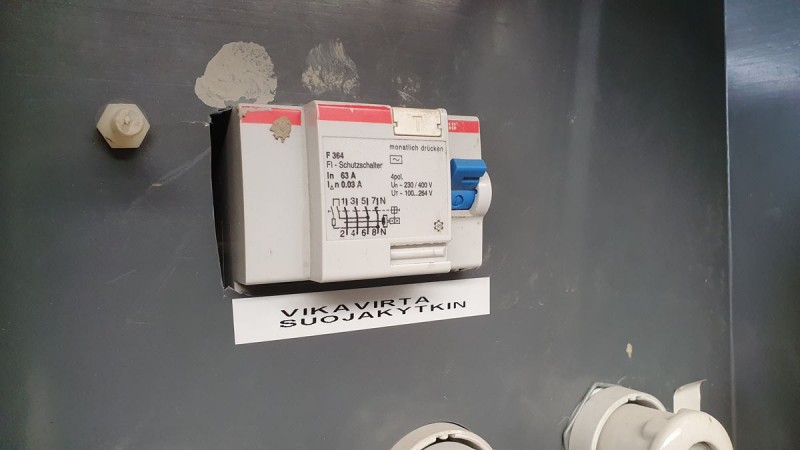 T
monatlich drücken
F 364
FI - Schutzschalter
In 63 A
I△n 0.03 A
4pol.
Un ~ 230 / 400 V
UT ~ 100...264 V
1 3 5 7 N
2 4 6 8 N
VIKAVIRTA
SUOJAKYTKIN